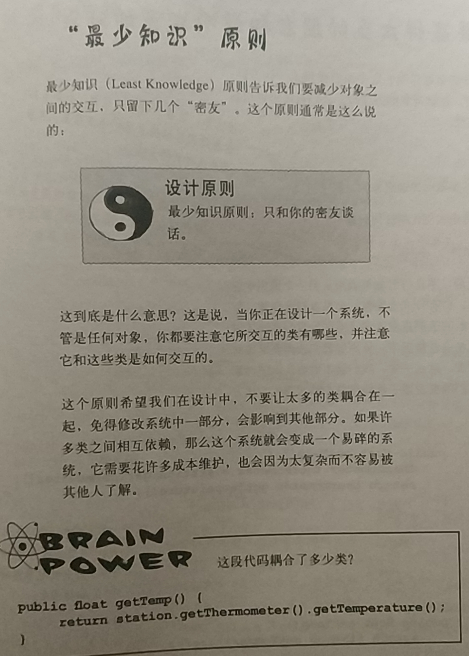 “最少知识”原则
最少知识（Least Knowledge）原则告诉我们要减少对象之
间的交互，只留下几个“密友”。这个原则通常是这么说
的：
设计原则
最少知识原则：只和你的密友谈
话。
这到底是什么意思？这是说，当你正在设计一个系统，不
管是任何对象，你都要注意它所交互的类有哪些，并注意
它和这些类是如何交互的。
这个原则希望我们在设计中，不要让太多的类耦合在一
起，免得修改系统中一部分，会影响到其他部分。如果许
多类之间相互依赖，那么这个系统就会变成一个易碎的系
统，它需要花许多成本维护，也会因为太复杂而不容易被
其他人了解。
BRAIN
POWER
这段代码耦合了多少类？
public float getTemp() {
return station.getThermometer().getTemperature();
}